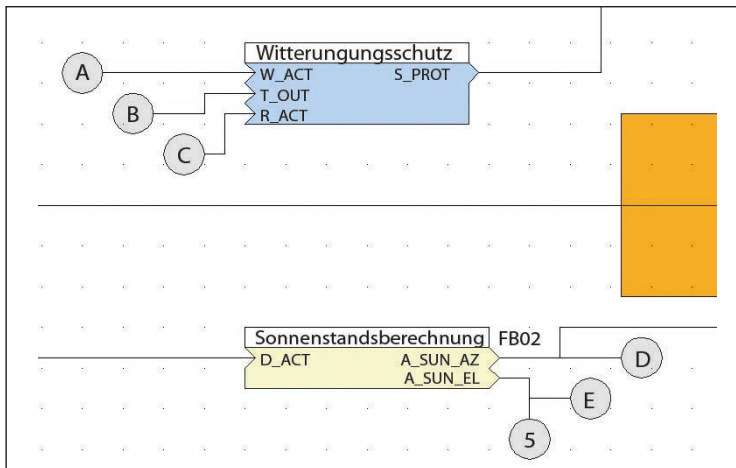 Witterungungsschutz
A
W_ACT S_PROT
T_OUT
B
R_ACT
C
Sonnenstandsberechnung FB02
D_ACT A_SUN_AZ
D
A_SUN_EL
E
5